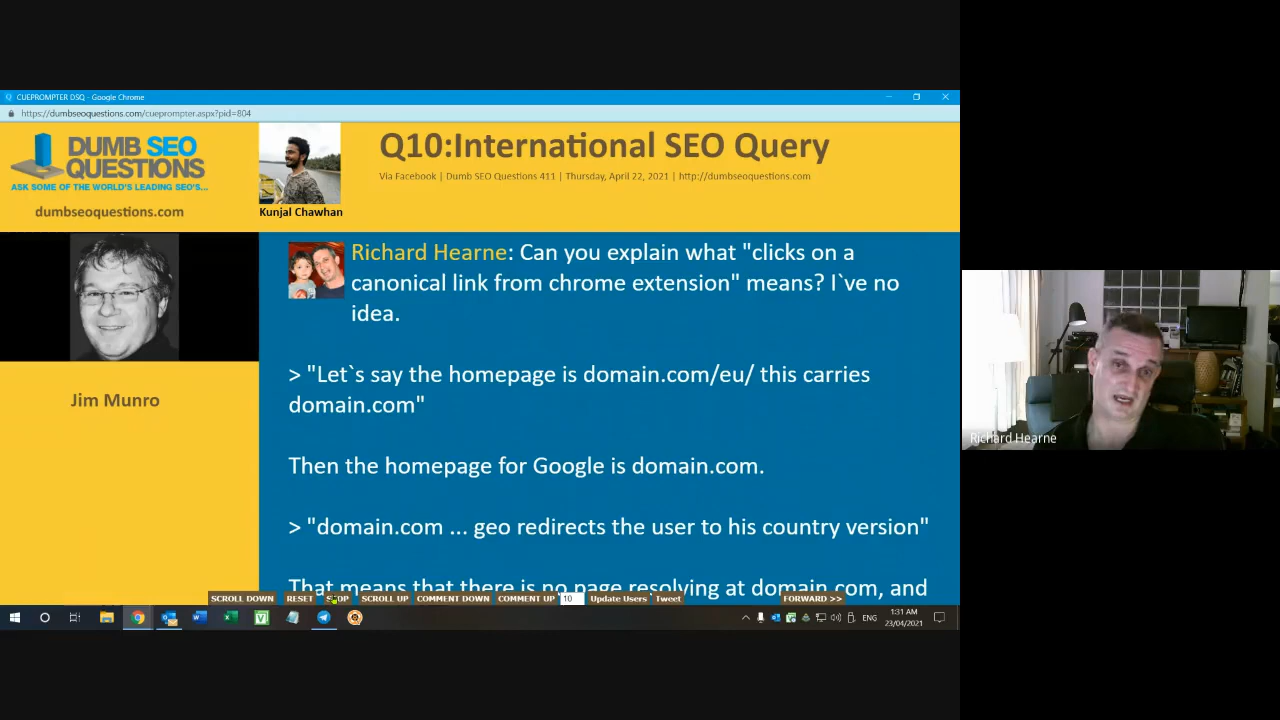 CUEPROMPTER DSQ - Google Chrome
https://dumbseoquestions.com/cueprompter.aspx?pid=804
DUMB SEO
QUESTIONS
ASK SOME OF THE WORLD'S LEADING SEO'S...
dumbseoquestions.com
Kunjal Chawhan
Q10:International SEO Query
Via Facebook | Dumb SEO Questions 411 | Thursday, April 22, 2021 | http://dumbseoquestions.com
Jim Munro
Richard Hearne: Can you explain what "clicks on a
canonical link from chrome extension" means? I`ve no
idea.
> "Let`s say the homepage is domain.com/eu/ this carries
domain.com"
Then the homepage for Google is domain.com.
> "domain.com ... geo redirects the user to his country version"
That means that there is no page resolving at domain.com, and
SCROLL DOWN RESET STOP SCROLL UP COMMENT DOWN COMMENT UP 10 Update Users Tweet FORWARD >>
ENG
1:31 AM
23/04/2021
Richard Hearne